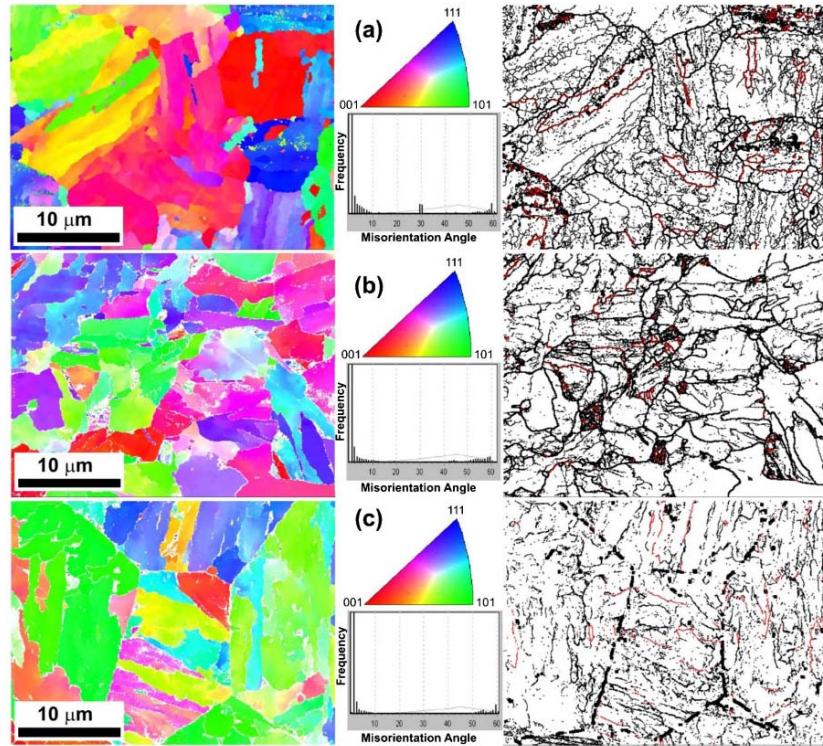 (a)
111
001
101
Frequency
10 20 30 40 50 60
Misorientation Angle
10 μm
(b)
111
001
101
Frequency
10 20 30 40 50 60
Misorientation Angle
10 μm
(c)
111
001
101
Frequency
10 20 30 40 50 60
Misorientation Angle
10 μm